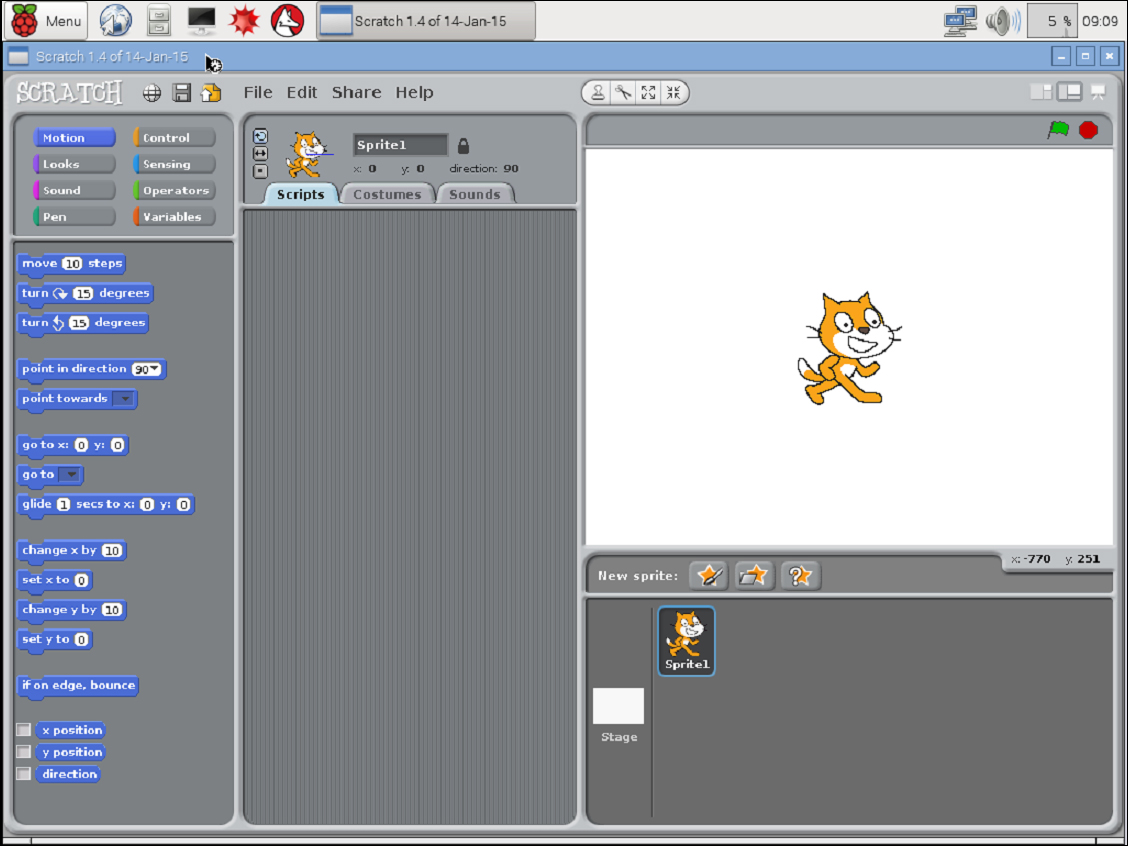 Menu Scratch 1.4 of 14-Jan-15 5 % 09:09
Scratch 1.4 of 14-Jan-15
SCRATCH File Edit Share Help
Motion Control
Looks Sensing
Sound Operators
Pen Variables
Sprite1
x: 0 y: 0 direction: 90
Scripts Costumes Sounds
move 10 steps
turn 15 degrees
turn 15 degrees
point in direction 90
point towards
go to x: 0 y: 0
go to
glide 1 secs to x: 0 y: 0
change x by 10
set x to 0
change y by 10
set y to 0
if on edge, bounce
x position
y position
direction
x: -770 y: 251
New sprite:
Sprite1
Stage